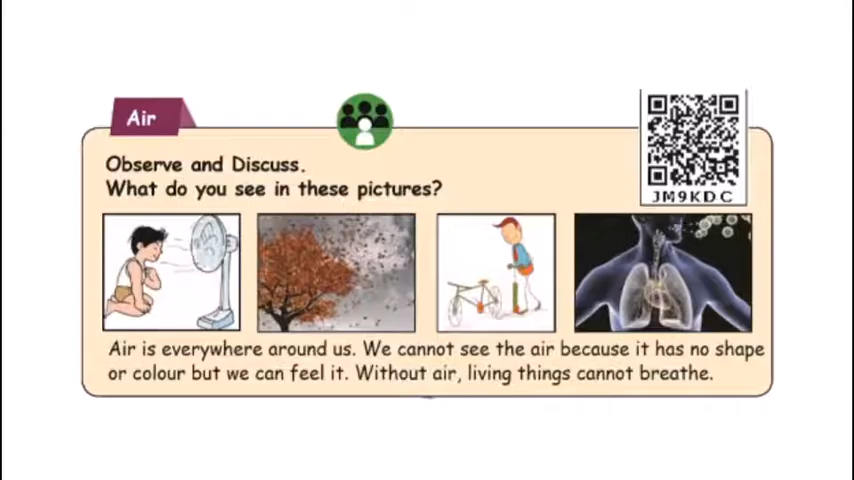 Air
JM9KDC
Observe and Discuss.
What do you see in these pictures?
Air is everywhere around us. We cannot see the air because it has no shape
or colour but we can feel it. Without air, living things cannot breathe.